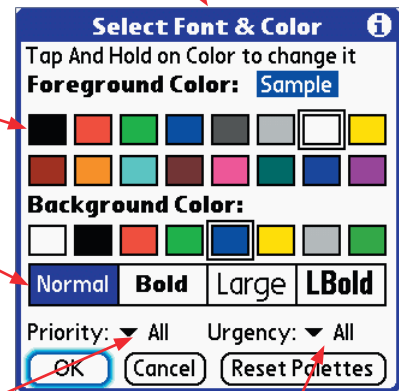 Select Font & Color i
Tap And Hold on Color to change it
Foreground Color: Sample
Background Color:
Normal Bold Large LBold
Priority: All Urgency: All
OK Cancel Reset Palettes